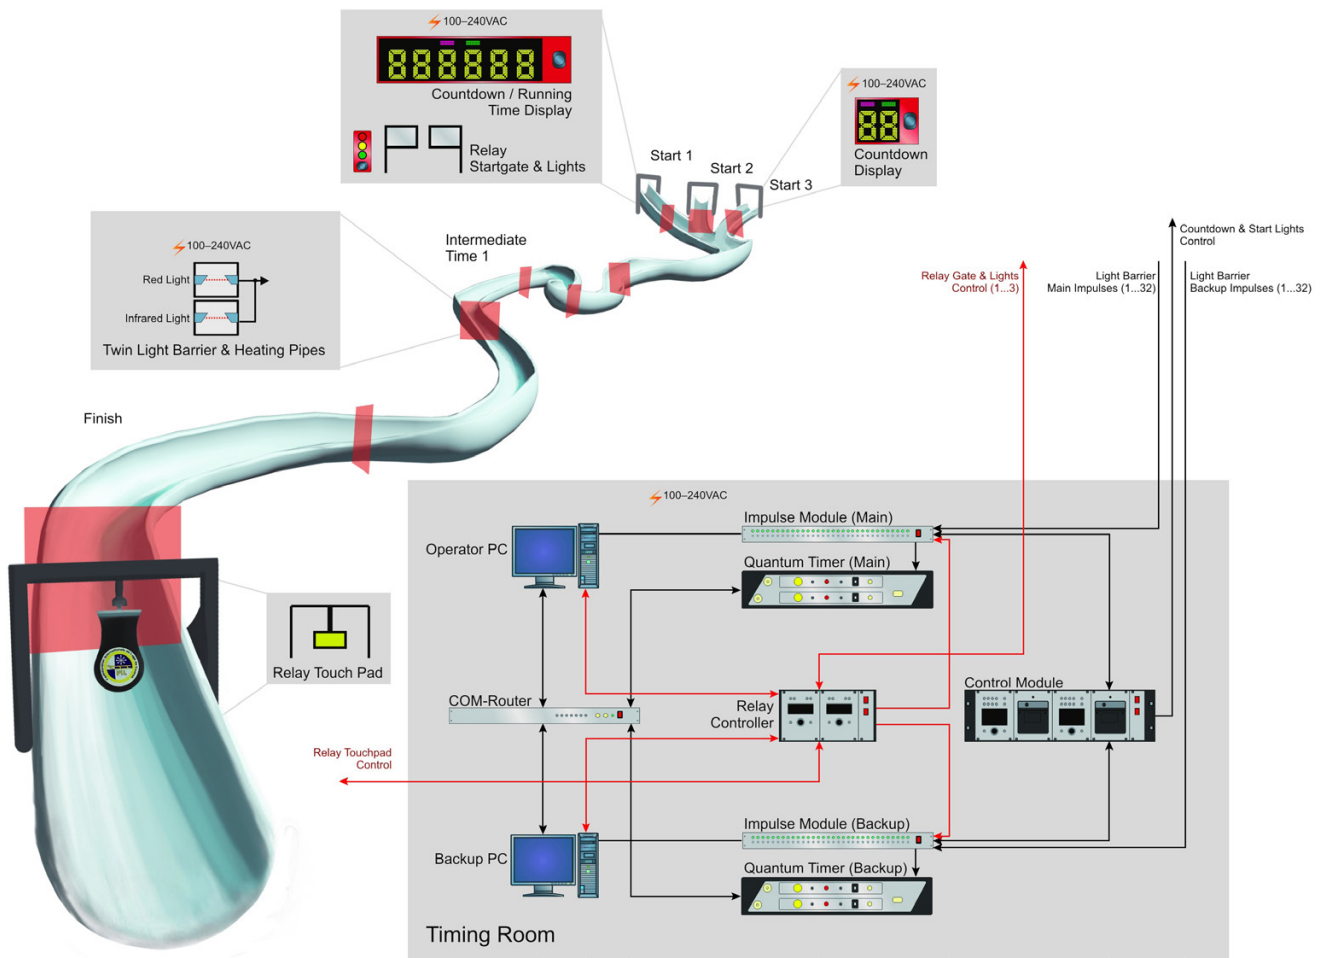 100–240VAC
Countdown / Running
Time Display
Relay
Startgate & Lights
100–240VAC
Countdown
Display
Start 1
Start 2
Start 3
100–240VAC
Red Light
Infrared Light
Twin Light Barrier & Heating Pipes
Intermediate
Time 1
Countdown & Start Lights
Control
Relay Gate & Lights
Control (1...3)
Light Barrier
Main Impulses (1...32)
Light Barrier
Backup Impulses (1...32)
Finish
100–240VAC
Operator PC
Impulse Module (Main)
Quantum Timer (Main)
Relay Touch Pad
COM-Router
Relay
Controller
Control Module
Relay Touchpad
Control
Backup PC
Impulse Module (Backup)
Quantum Timer (Backup)
Timing Room